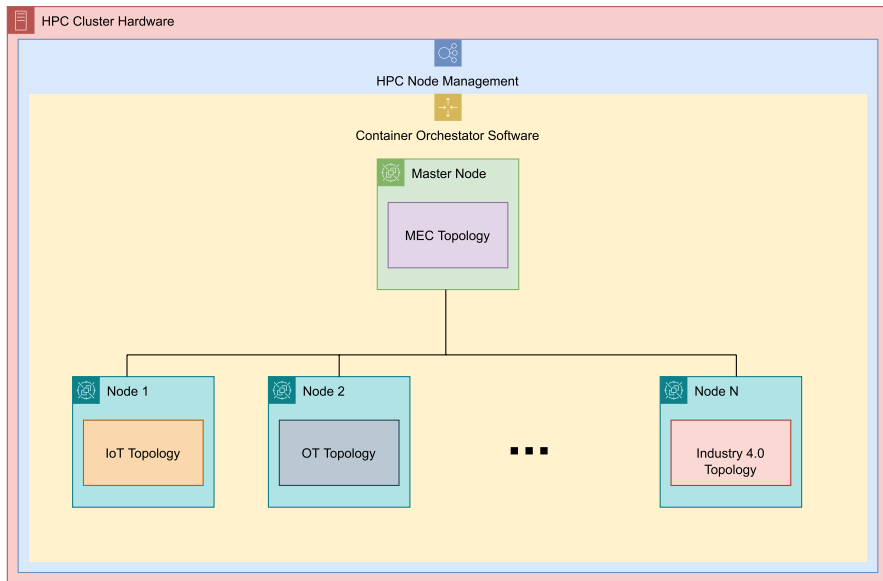 HPC Cluster Hardware
HPC Node Management
Container Orchestator Software
Master Node
MEC Topology
Node 1
IoT Topology
Node 2
OT Topology
Node N
Industry 4.0
Topology